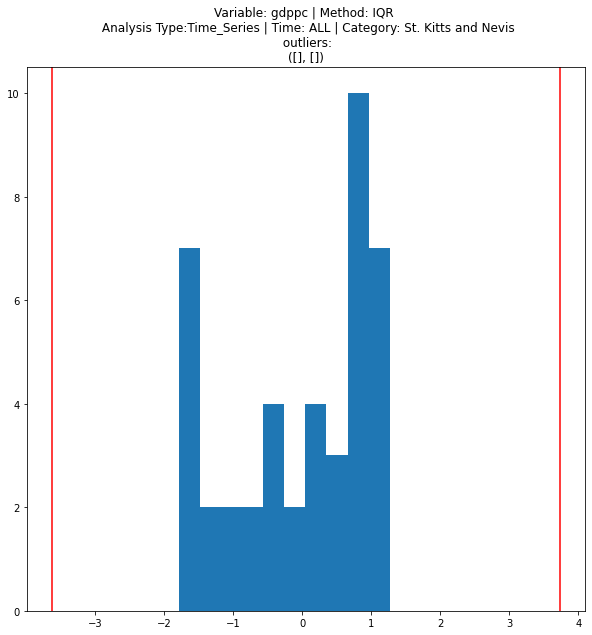 Variable: gdppc | Method: IQR
Analysis Type:Time_Series | Time: ALL | Category: St. Kitts and Nevis
outliers:
([], [])
10
8
6
4
2
0
−3 −2 −1 0 1 2 3 4